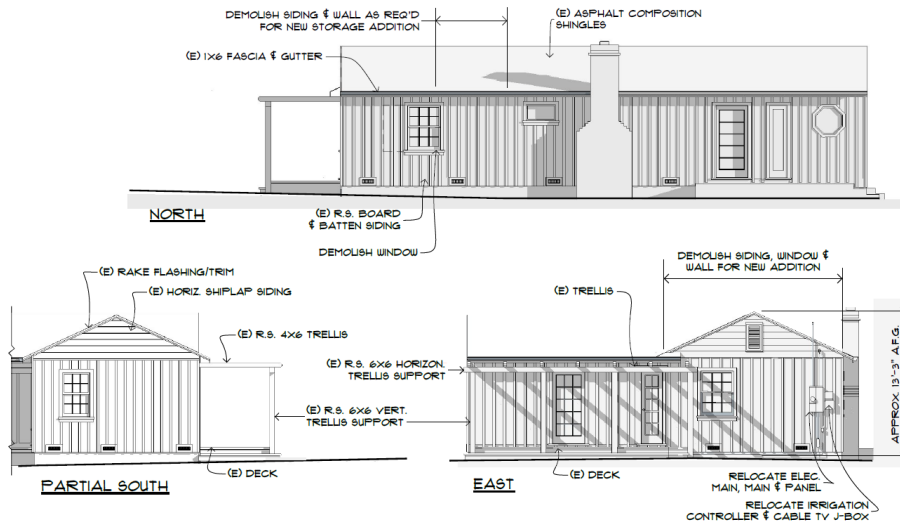 DEMOLISH SIDING & WALL AS REQ'D
FOR NEW STORAGE ADDITION
(E) ASPHALT COMPOSITION
SHINGLES
(E) 1X6 FASCIA & GUTTER
(E) R.S. BOARD
& BATTEN SIDING
DEMOLISH WINDOW
NORTH
(E) RAKE FLASHING/TRIM
(E) HORIZ. SHIPLAP SIDING
(E) R.S. 4X6 TRELLIS
(E) R.S. 6X6 HORIZON.
TRELLIS SUPPORT
(E) R.S. 6X6 VERT.
TRELLIS SUPPORT
(E) DECK
PARTIAL SOUTH
DEMOLISH SIDING, WINDOW &
WALL FOR NEW ADDITION
(E) TRELLIS
APPROX. 13'-3" A.F.G.
(E) DECK
EAST
RELOCATE ELEC.
MAIN, MAIN & PANEL
RELOCATE IRRIGATION
CONTROLLER & CABLE TV J-BOX